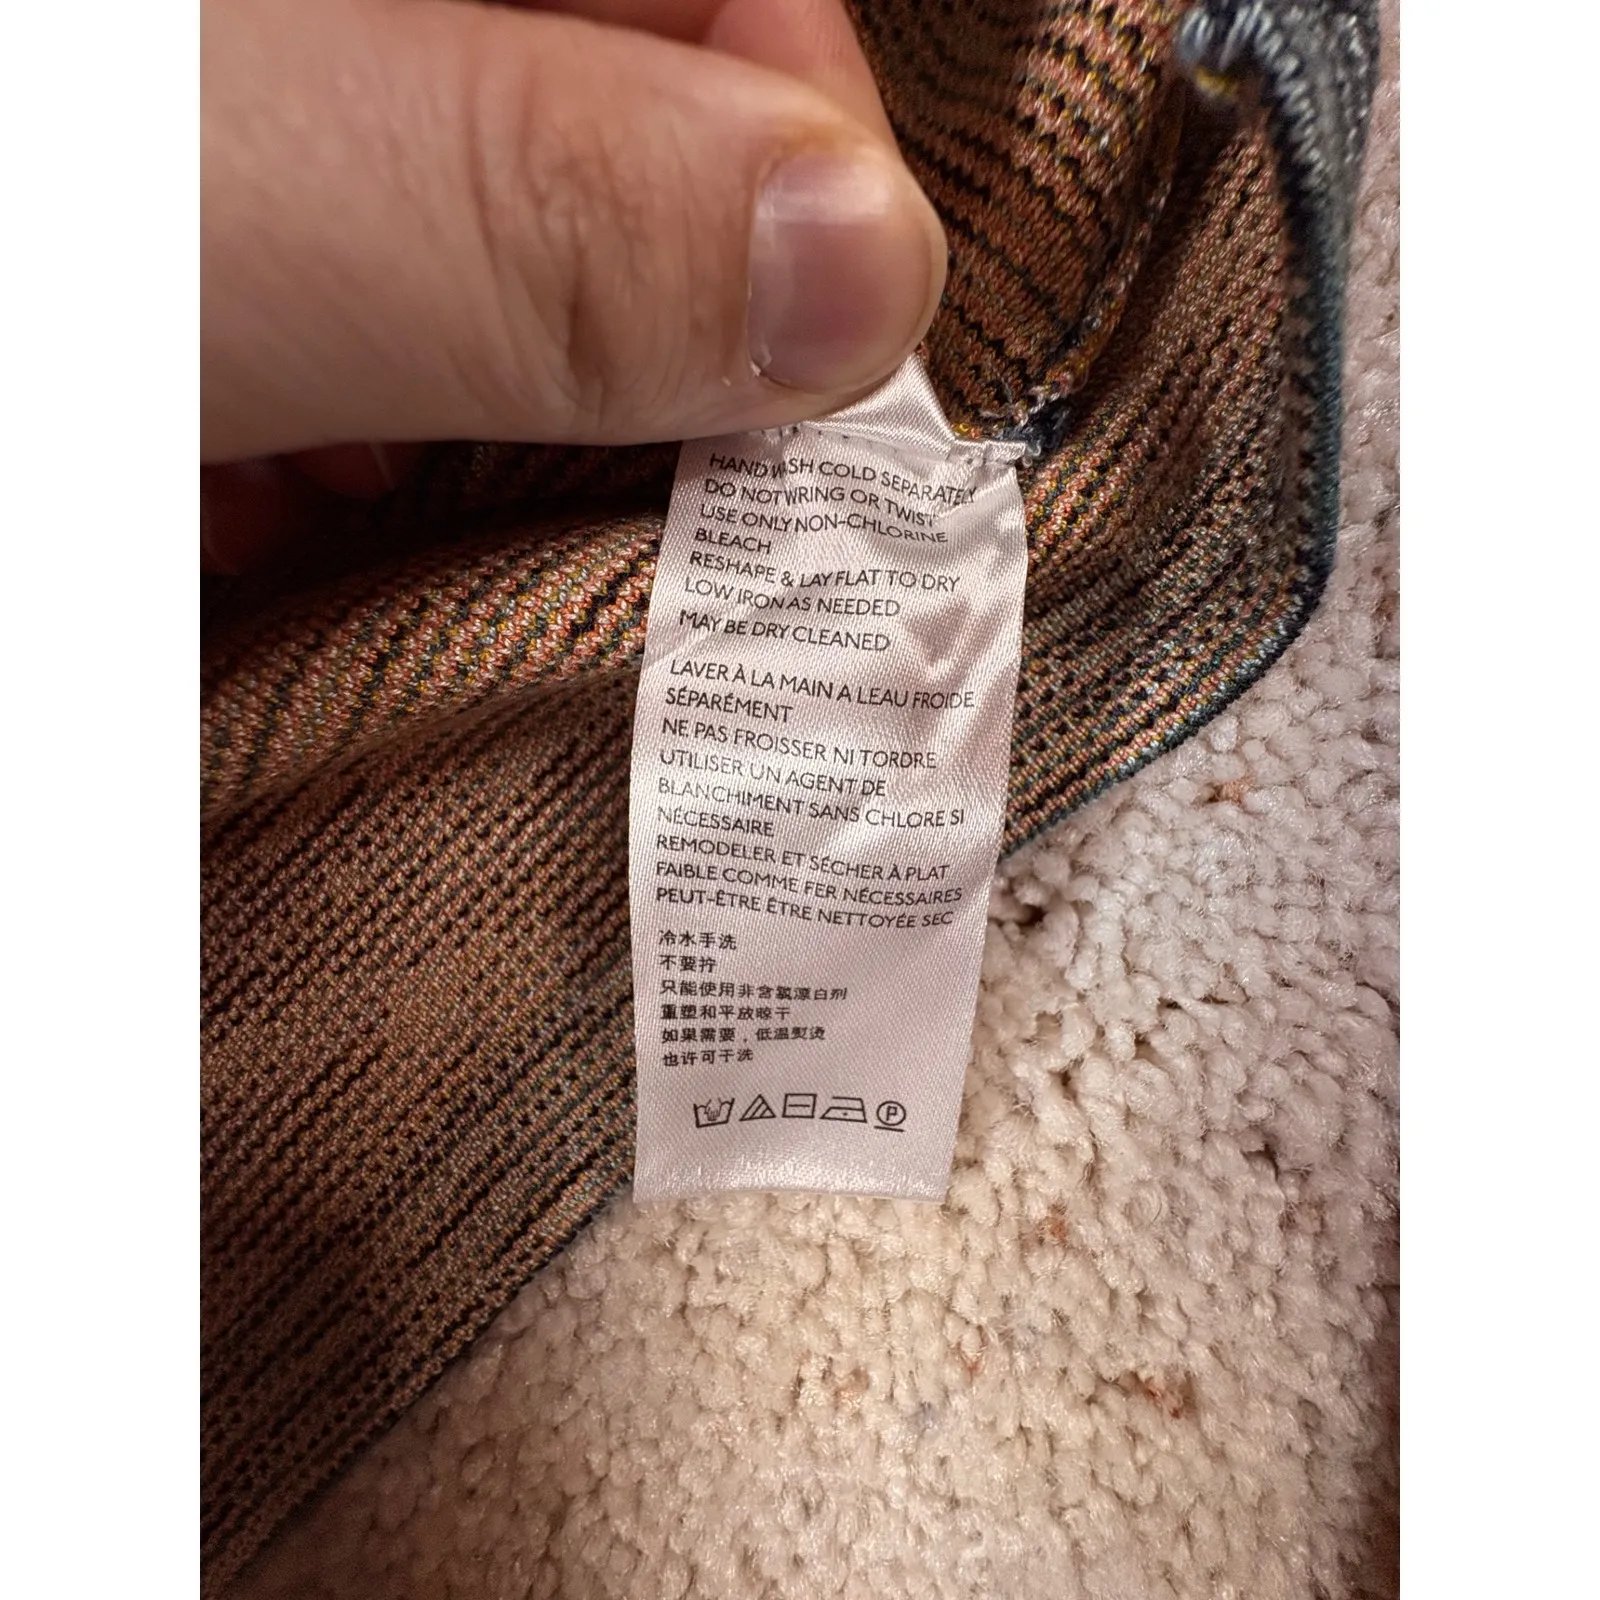 HAND WASH COLD SEPARATELY
DO NOT WRING OR TWIST
USE ONLY NON-CHLORINE
BLEACH
RESHAPE & LAY FLAT TO DRY
LOW IRON AS NEEDED
MAY BE DRY CLEANED
LAVER À LA MAIN A LEAU FROIDE
SÉPARÉMENT
NE PAS FROISSER NI TORDRE
UTILISER UN AGENT DE
BLANCHIMENT SANS CHLORE SI
NÉCESSAIRE
REMODELER ET SÉCHER À PLAT
FAIBLE COMME FER NÉCESSAIRES
PEUT-ÊTRE ÊTRE NETTOYÉE SEC
冷水手洗
不要拧
只能使用非含氯漂白剂
重塑和平放晾干
如果需要，低温熨烫
也许可干洗
P